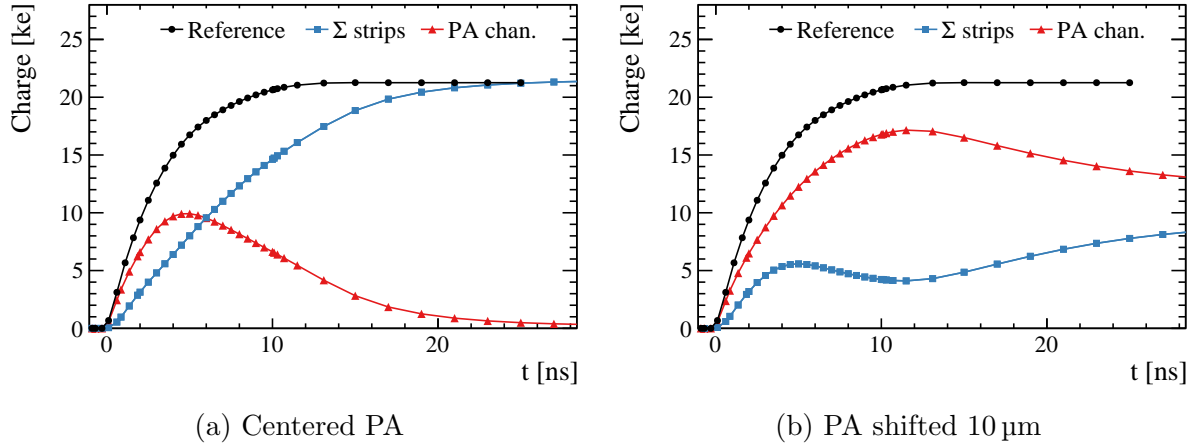 Charge [ke]
Reference Σ strips PA chan.
25
20
15
10
5
0
0 10 20
t [ns]
(a) Centered PA
Charge [ke]
Reference Σ strips PA chan.
25
20
15
10
5
0
0 10 20
t [ns]
(b) PA shifted 10 µm